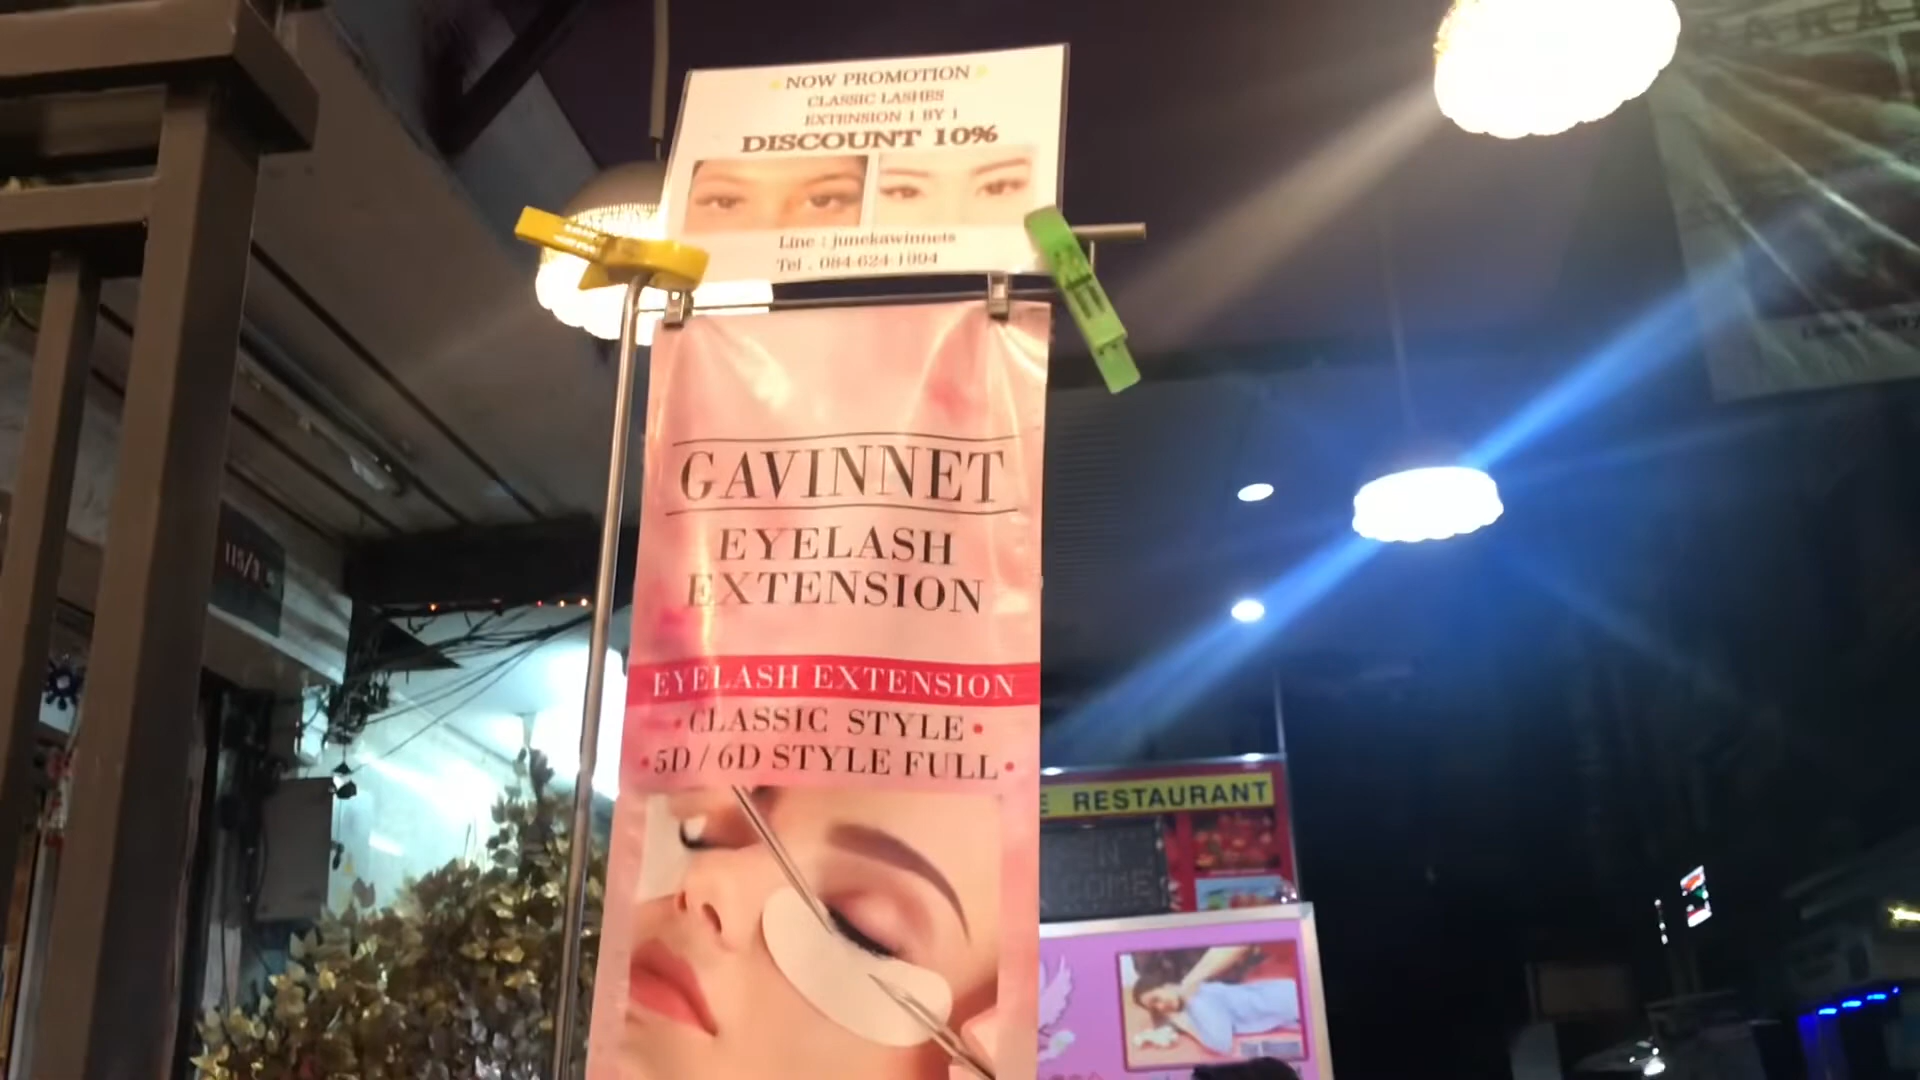 NOW PROMOTION
CLASSIC LASHES
EXTENSION 1 BY 1
DISCOUNT 10%
Line : junekawinnets
Tel . 084-624-1994
GAVINNET
EYELASH
EXTENSION
EYELASH EXTENSION
• CLASSIC STYLE •
• 5D / 6D STYLE FULL •
RESTAURANT